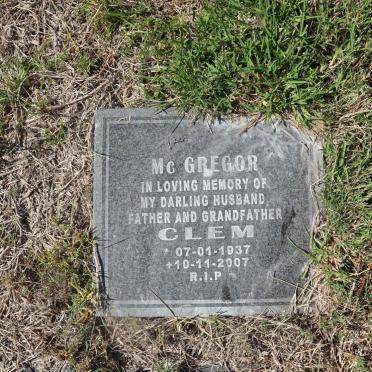 Mc GREGOR
IN LOVING MEMORY OF
MY DARLING HUSBAND,
FATHER AND GRANDFATHER
CLEM
* 07-01-1937
+10-11-2007
R.I.P